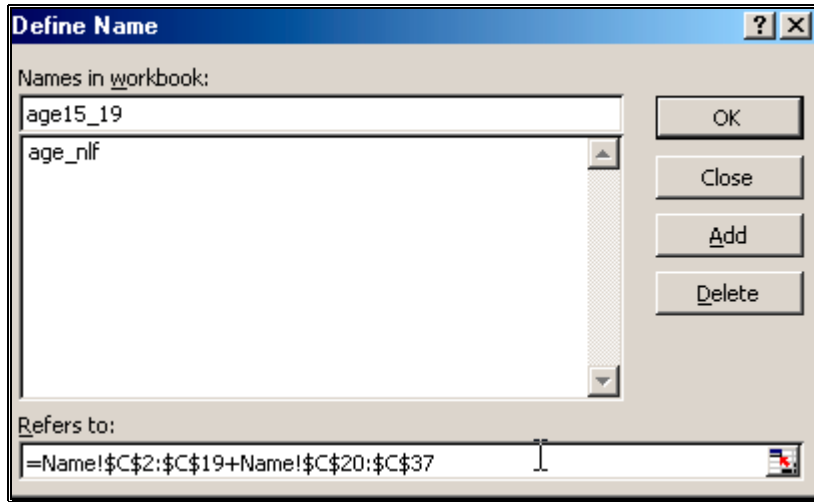 Define Name
Names in workbook:
age15_19
OK
age_nlf
Close
Add
Delete
Refers to:
=Name!$C$2:$C$19+Name!$C$20:$C$37